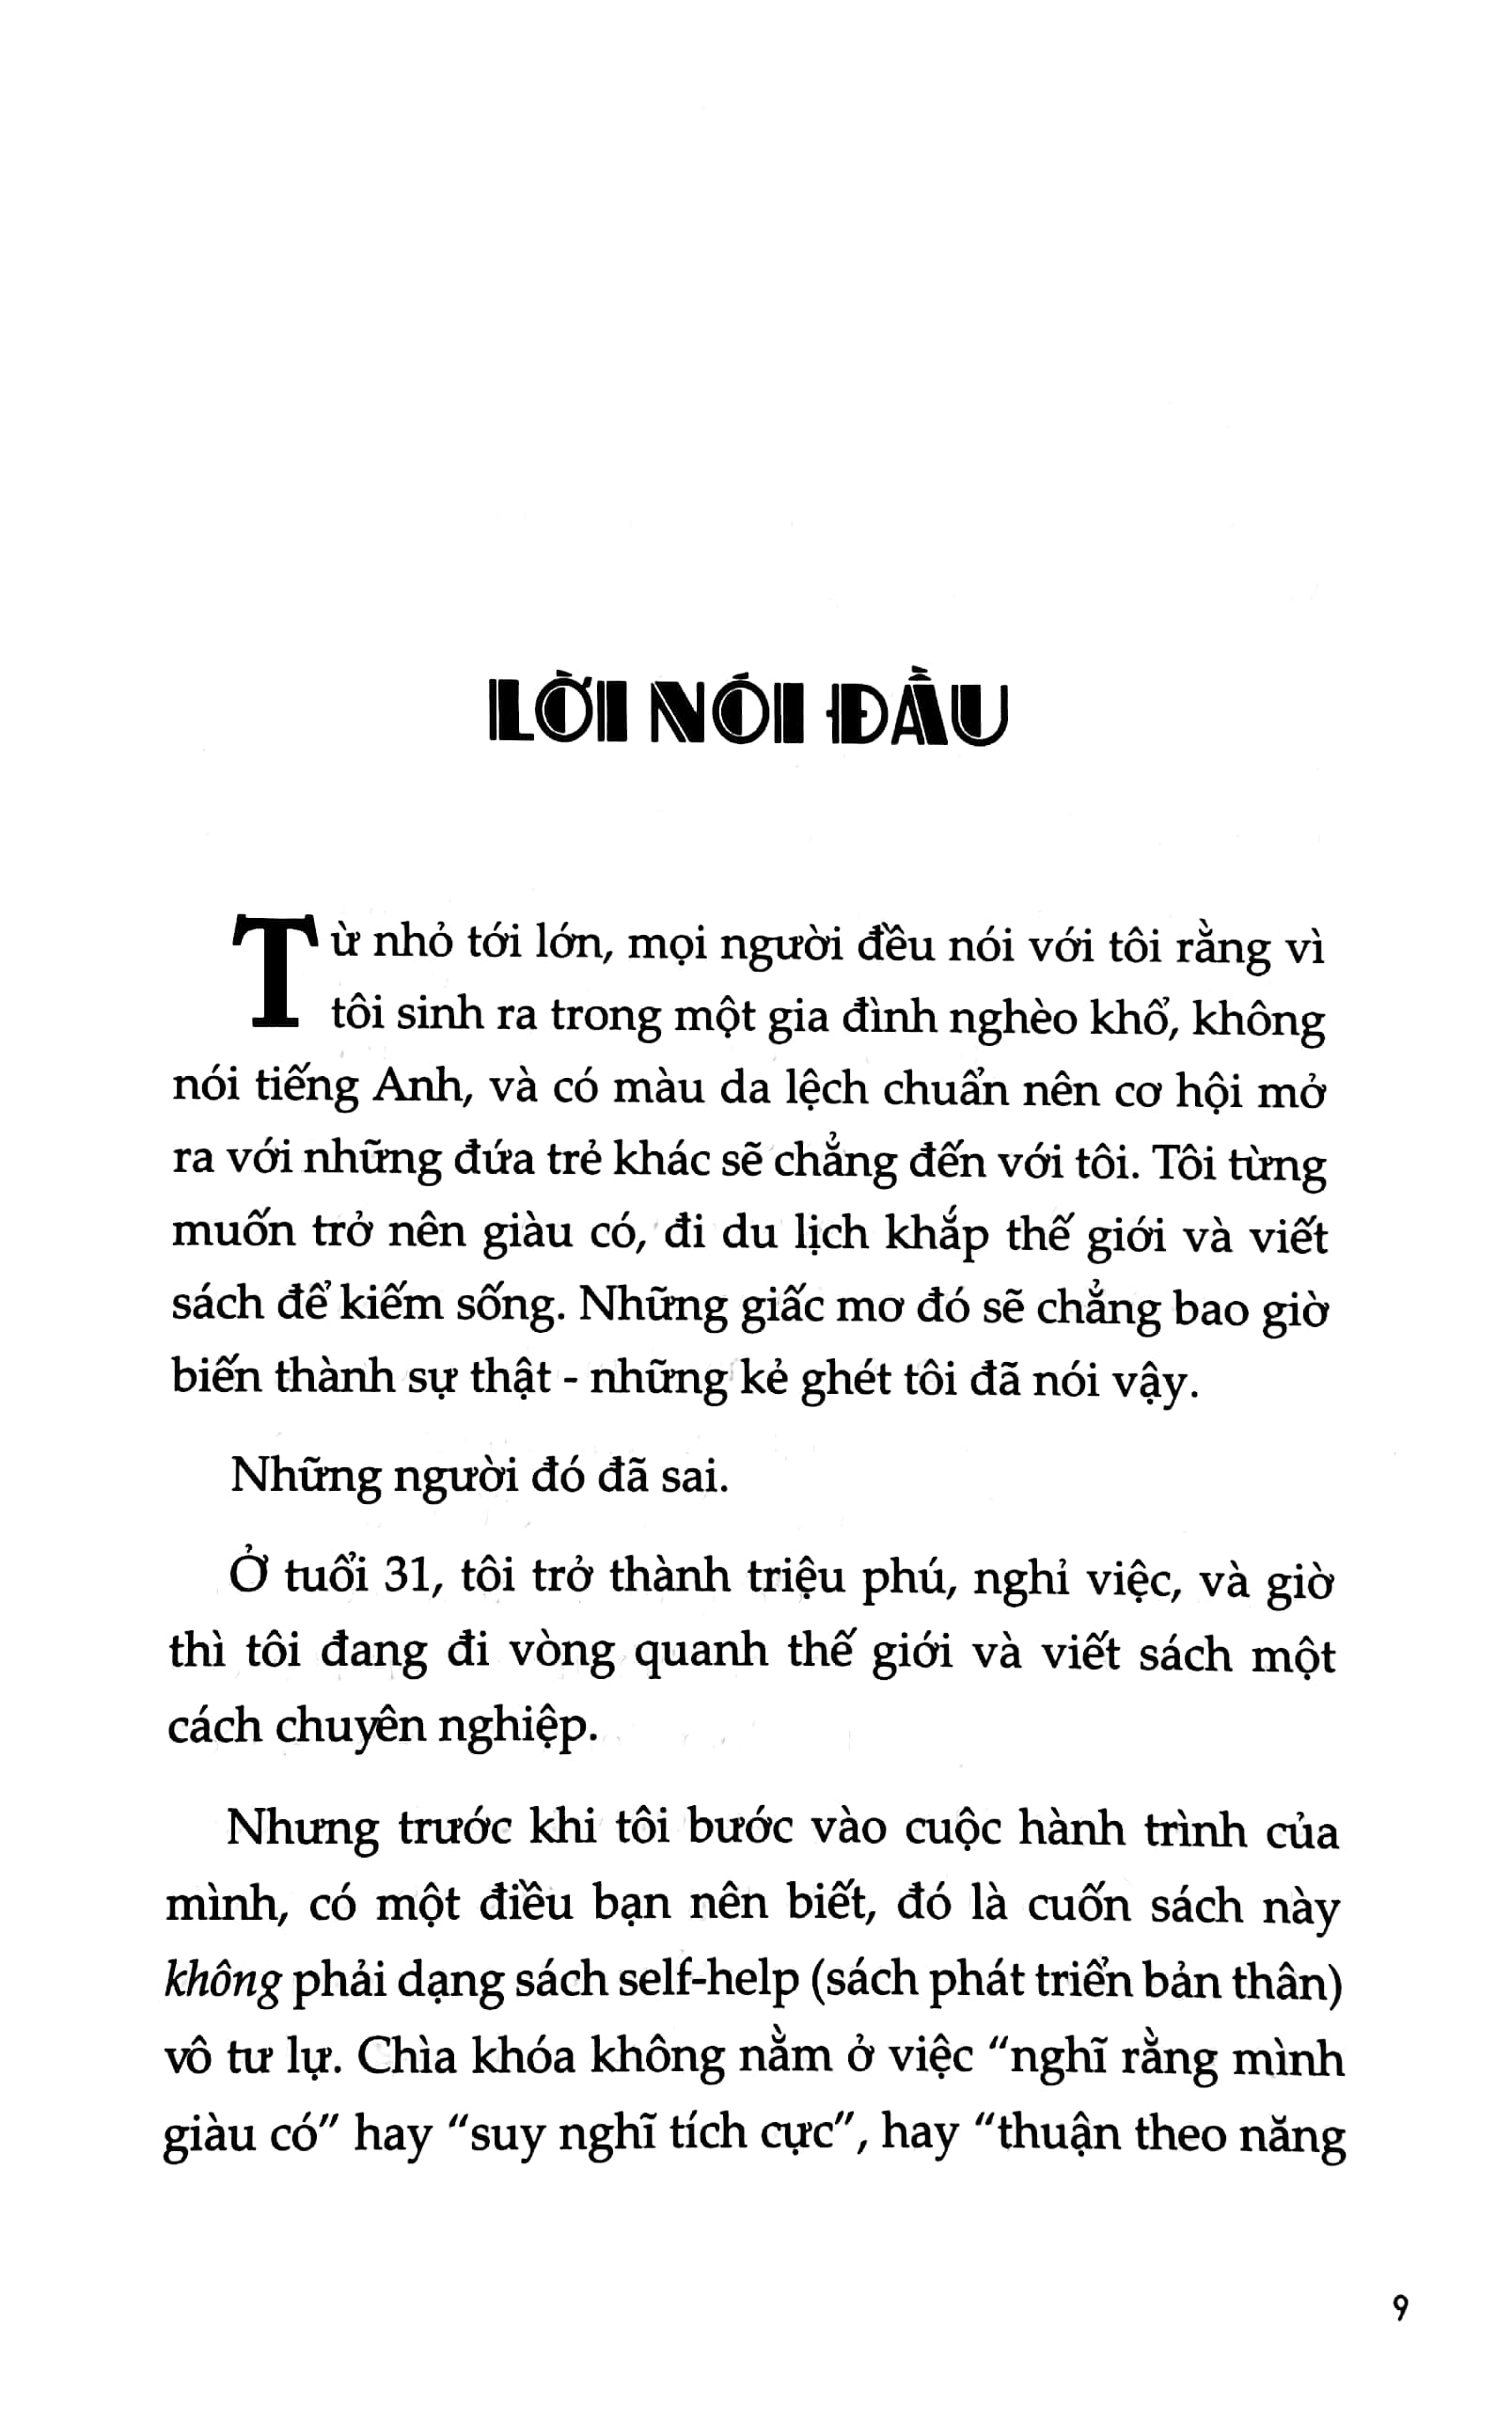 LỜI NÓI ĐẦU
Từ nhỏ tới lớn, mọi người đều nói với tôi rằng vì
tôi sinh ra trong một gia đình nghèo khổ, không
nói tiếng Anh, và có màu da lệch chuẩn nên cơ hội mở
ra với những đứa trẻ khác sẽ chẳng đến với tôi. Tôi từng
muốn trở nên giàu có, đi du lịch khắp thế giới và viết
sách để kiếm sống. Những giấc mơ đó sẽ chẳng bao giờ
biến thành sự thật - những kẻ ghét tôi đã nói vậy.
Những người đó đã sai.
Ở tuổi 31, tôi trở thành triệu phú, nghỉ việc, và giờ
thì tôi đang đi vòng quanh thế giới và viết sách một
cách chuyên nghiệp.
Nhưng trước khi tôi bước vào cuộc hành trình của
mình, có một điều bạn nên biết, đó là cuốn sách này
không phải dạng sách self-help (sách phát triển bản thân)
vô tư lự. Chìa khóa không nằm ở việc “nghĩ rằng mình
giàu có” hay “suy nghĩ tích cực”, hay “thuận theo năng
9